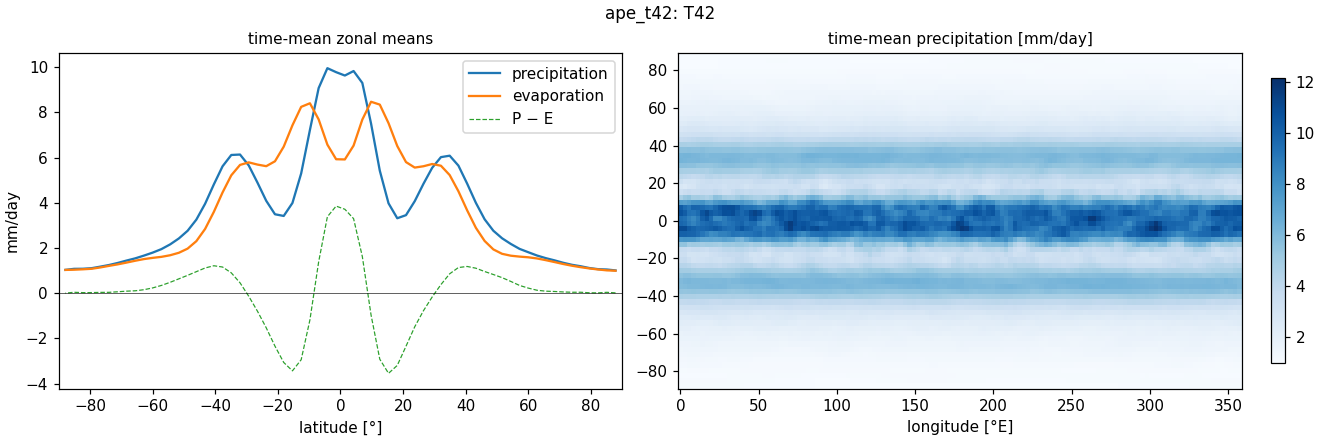 ape_t42: T42
time-mean zonal means
10
8
6
4
2
0
−2
−4
mm/day
−80 −60 −40 −20 0 20 40 60 80
latitude [°]
precipitation
evaporation
P − E
time-mean precipitation [mm/day]
80
60
40
20
0
−20
−40
−60
−80
0 50 100 150 200 250 300 350
longitude [°E]
12
10
8
6
4
2